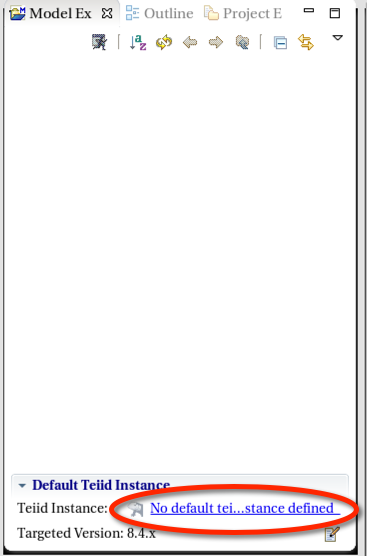 Model Ex Outline Project E
Default Teiid Instance
Teiid Instance: No default tei...stance defined
Targeted Version: 8.4.x